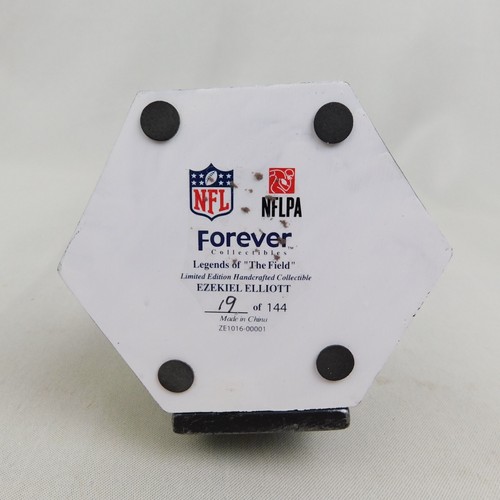 NFL
NFLPA
Forever
Collectibles
Legends of "The Field"
Limited Edition Handcrafted Collectible
EZEKIEL ELLIOTT
19 of 144
Made in China
ZE1016-00001